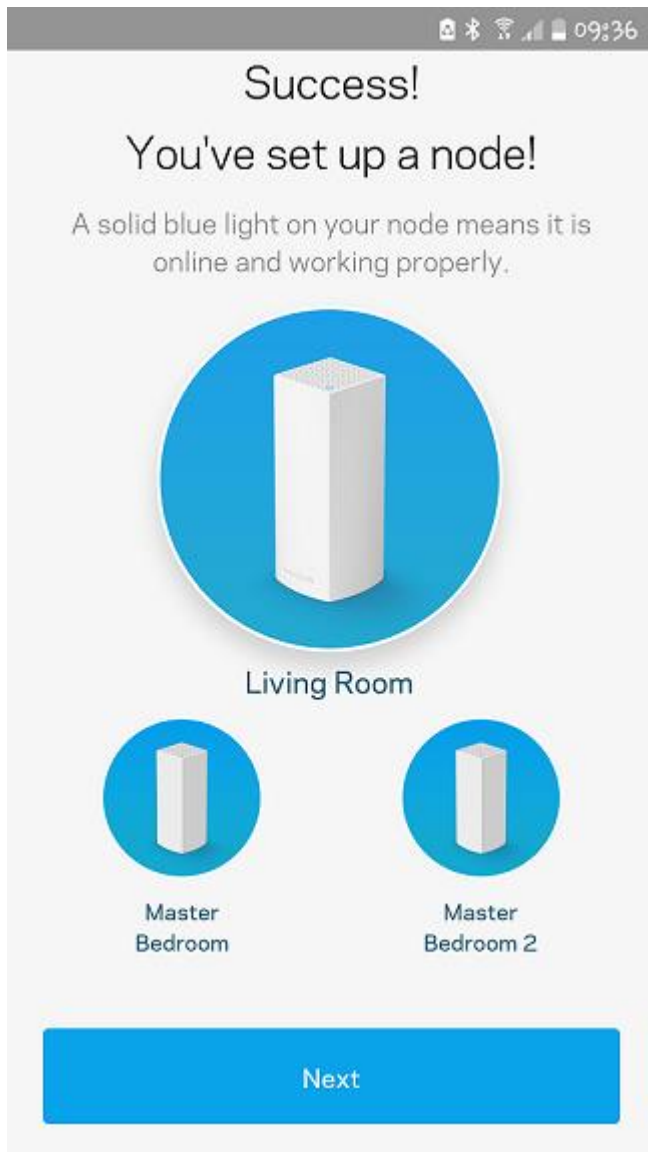 09:36
Success!
You've set up a node!
A solid blue light on your node means it is
online and working properly.
Living Room
Master
Bedroom
Master
Bedroom 2
Next